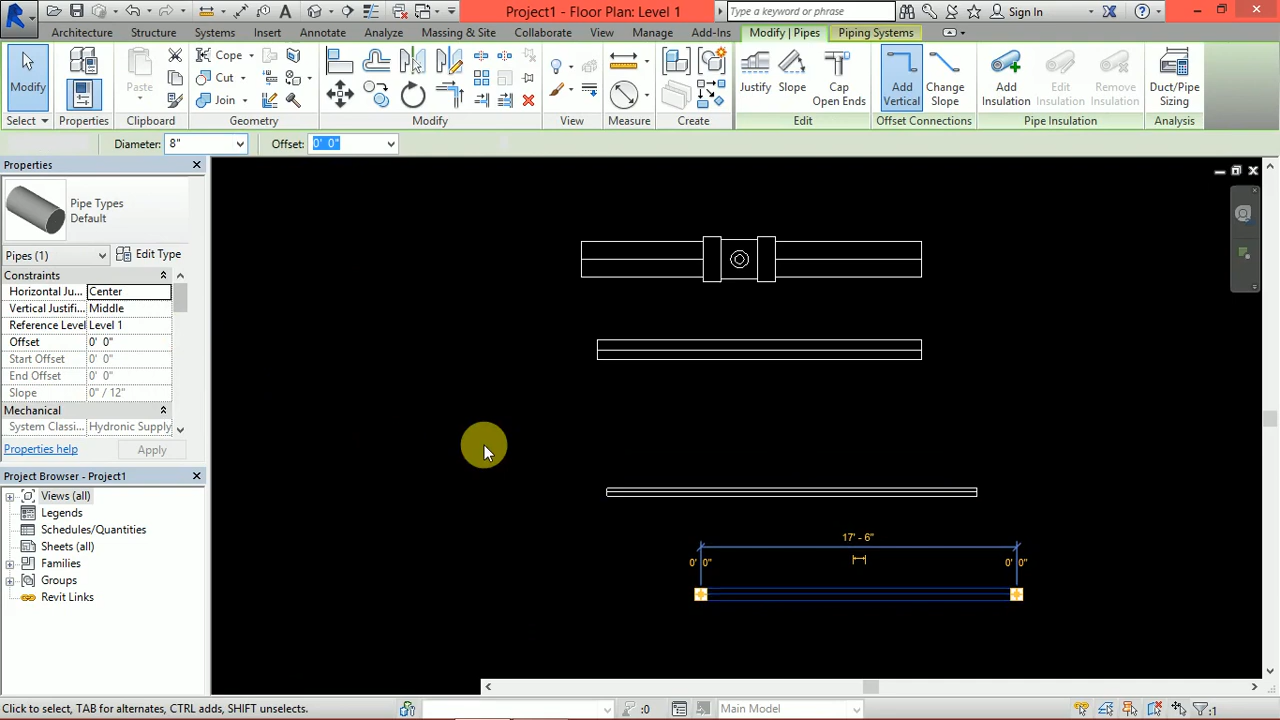 Project1 - Floor Plan: Level 1
Type a keyword or phrase
Sign In
Architecture Structure Systems Insert Annotate Analyze Massing & Site Collaborate View Manage Add-Ins Modify | Pipes Piping Systems
Modify
Paste
Cope
Cut
Join
Justify
Slope
Cap
Open Ends
Add
Vertical
Change
Slope
Add
Insulation
Edit
Insulation
Remove
Insulation
Duct/Pipe
Sizing
Select Properties Clipboard Geometry Modify View Measure Create Edit Offset Connections Pipe Insulation Analysis
Diameter: 8" Offset: 0' 0"
Properties
Pipe Types
Default
Pipes (1) Edit Type
Constraints
Horizontal Ju... Center
Vertical Justifi... Middle
Reference Level Level 1
Offset 0' 0"
Start Offset 0' 0"
End Offset 0' 0"
Slope 0" / 12"
Mechanical
System Classi... Hydronic Supply
Properties help Apply
Project Browser - Project1
Views (all)
Legends
Schedules/Quantities
Sheets (all)
Families
Groups
Revit Links
17' - 6"
0' 0" 0' 0"
Click to select, TAB for alternates, CTRL adds, SHIFT unselects. :0 Main Model :1